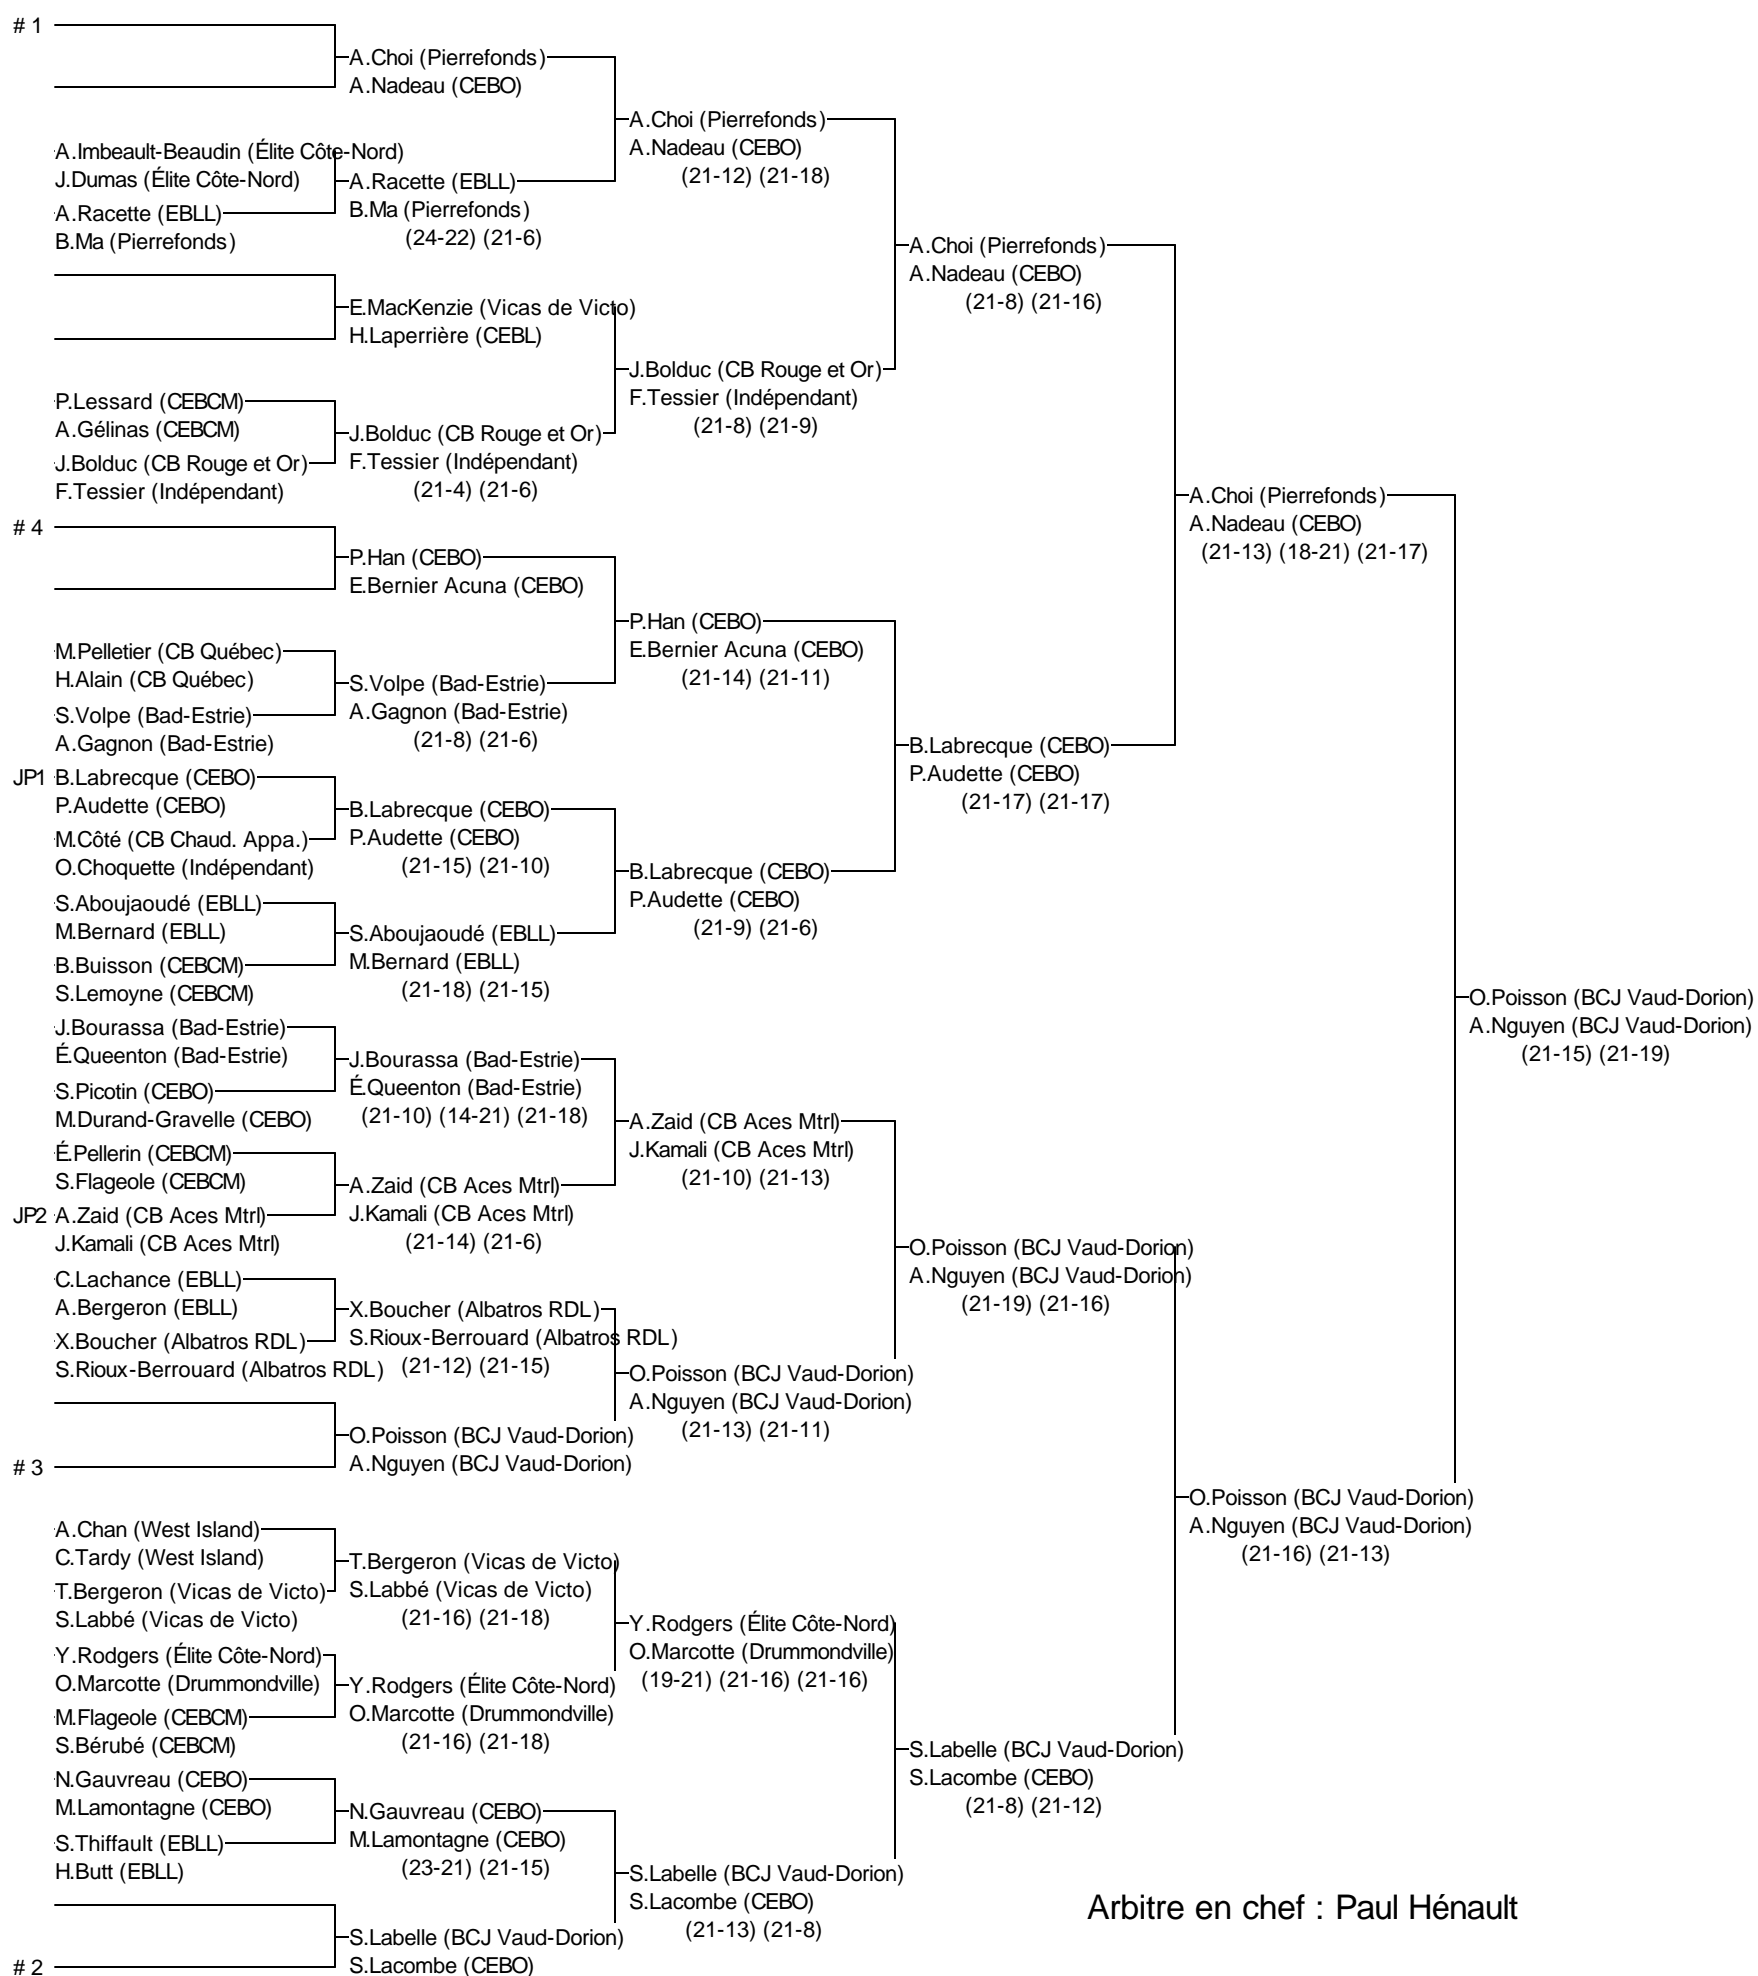 # 1
A.Choi (Pierrefonds)
A.Nadeau (CEBO)
A.Choi (Pierrefonds)
A.Nadeau (CEBO)
(21-12) (21-18)
A.Imbeault-Beaudin (Élite Côte-Nord)
J.Dumas (Élite Côte-Nord)
A.Racette (EBLL)
B.Ma (Pierrefonds)
(24-22) (21-6)
A.Racette (EBLL)
B.Ma (Pierrefonds)
A.Choi (Pierrefonds)
A.Nadeau (CEBO)
(21-8) (21-16)
E.MacKenzie (Vicas de Victo)
H.Laperrière (CEBL)
J.Bolduc (CB Rouge et Or)
F.Tessier (Indépendant)
(21-8) (21-9)
P.Lessard (CEBCM)
A.Gélinas (CEBCM)
J.Bolduc (CB Rouge et Or)
F.Tessier (Indépendant)
(21-4) (21-6)
J.Bolduc (CB Rouge et Or)
F.Tessier (Indépendant)
A.Choi (Pierrefonds)
A.Nadeau (CEBO)
(21-13) (18-21) (21-17)
# 4
P.Han (CEBO)
E.Bernier Acuna (CEBO)
P.Han (CEBO)
E.Bernier Acuna (CEBO)
(21-14) (21-11)
M.Pelletier (CB Québec)
H.Alain (CB Québec)
S.Volpe (Bad-Estrie)
A.Gagnon (Bad-Estrie)
(21-8) (21-6)
S.Volpe (Bad-Estrie)
A.Gagnon (Bad-Estrie)
B.Labrecque (CEBO)
P.Audette (CEBO)
(21-17) (21-17)
JP1 B.Labrecque (CEBO)
P.Audette (CEBO)
B.Labrecque (CEBO)
P.Audette (CEBO)
(21-15) (21-10)
M.Côté (CB Chaud. Appa.)
O.Choquette (Indépendant)
B.Labrecque (CEBO)
P.Audette (CEBO)
(21-9) (21-6)
S.Aboujaoudé (EBLL)
M.Bernard (EBLL)
S.Aboujaoudé (EBLL)
M.Bernard (EBLL)
(21-18) (21-15)
B.Buisson (CEBCM)
S.Lemoyne (CEBCM)
O.Poisson (BCJ Vaud-Dorion)
A.Nguyen (BCJ Vaud-Dorion)
(21-15) (21-19)
J.Bourassa (Bad-Estrie)
É.Queenton (Bad-Estrie)
J.Bourassa (Bad-Estrie)
É.Queenton (Bad-Estrie)
(21-10) (14-21) (21-18)
S.Picotin (CEBO)
M.Durand-Gravelle (CEBO)
A.Zaid (CB Aces Mtrl)
J.Kamali (CB Aces Mtrl)
(21-10) (21-13)
É.Pellerin (CEBCM)
S.Flageole (CEBCM)
A.Zaid (CB Aces Mtrl)
J.Kamali (CB Aces Mtrl)
(21-14) (21-6)
JP2 A.Zaid (CB Aces Mtrl)
J.Kamali (CB Aces Mtrl)
O.Poisson (BCJ Vaud-Dorion)
A.Nguyen (BCJ Vaud-Dorion)
(21-19) (21-16)
C.Lachance (EBLL)
A.Bergeron (EBLL)
X.Boucher (Albatros RDL)
S.Rioux-Berrouard (Albatros RDL)
(21-12) (21-15)
X.Boucher (Albatros RDL)
S.Rioux-Berrouard (Albatros RDL)
O.Poisson (BCJ Vaud-Dorion)
A.Nguyen (BCJ Vaud-Dorion)
(21-13) (21-11)
O.Poisson (BCJ Vaud-Dorion)
A.Nguyen (BCJ Vaud-Dorion)
# 3
O.Poisson (BCJ Vaud-Dorion)
A.Nguyen (BCJ Vaud-Dorion)
(21-16) (21-13)
A.Chan (West Island)
C.Tardy (West Island)
T.Bergeron (Vicas de Victo)
S.Labbé (Vicas de Victo)
(21-16) (21-18)
T.Bergeron (Vicas de Victo)
S.Labbé (Vicas de Victo)
Y.Rodgers (Élite Côte-Nord)
O.Marcotte (Drummondville)
(19-21) (21-16) (21-16)
Y.Rodgers (Élite Côte-Nord)
O.Marcotte (Drummondville)
Y.Rodgers (Élite Côte-Nord)
O.Marcotte (Drummondville)
(21-16) (21-18)
M.Flageole (CEBCM)
S.Bérubé (CEBCM)
S.Labelle (BCJ Vaud-Dorion)
S.Lacombe (CEBO)
(21-8) (21-12)
N.Gauvreau (CEBO)
M.Lamontagne (CEBO)
N.Gauvreau (CEBO)
M.Lamontagne (CEBO)
(23-21) (21-15)
S.Thiffault (EBLL)
H.Butt (EBLL)
S.Labelle (BCJ Vaud-Dorion)
S.Lacombe (CEBO)
(21-13) (21-8)
S.Labelle (BCJ Vaud-Dorion)
S.Lacombe (CEBO)
# 2
Arbitre en chef : Paul Hénault